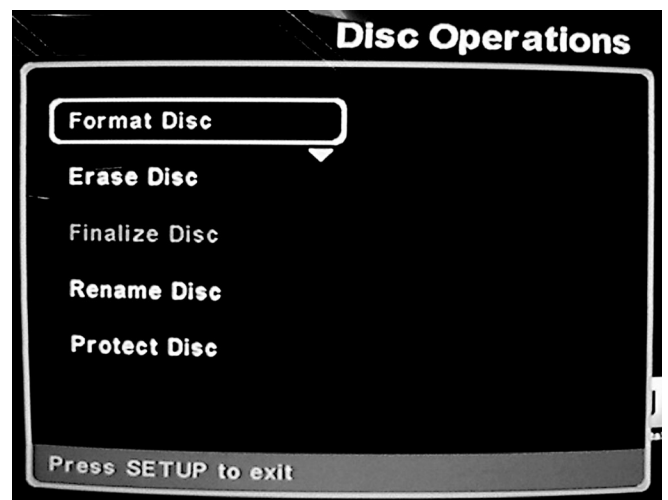 Disc Operations
Format Disc
Erase Disc
Finalize Disc
Rename Disc
Protect Disc
Press SETUP to exit